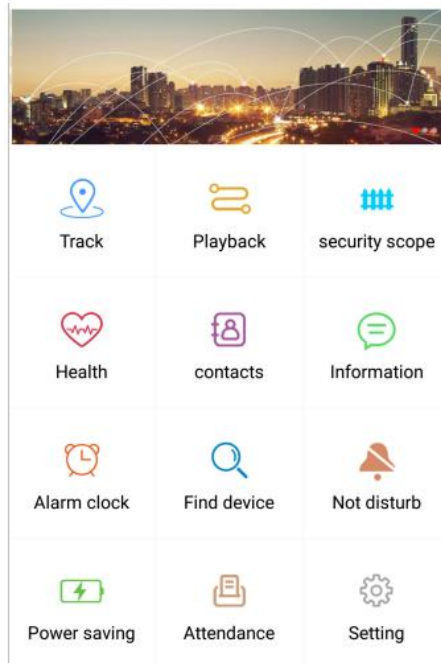 Track
Playback
security scope
Health
contacts
Information
Alarm clock
Find device
Not disturb
Power saving
Attendance
Setting